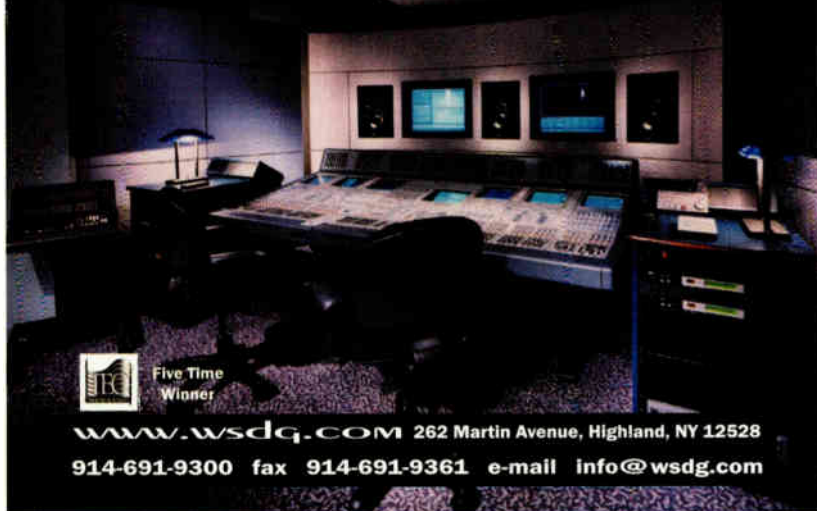 TEC
Five Time
Winner
www.wsdg.com 262 Martin Avenue, Highland, NY 12528
914-691-9300 fax 914-691-9361 e-mail info@wsdg.com